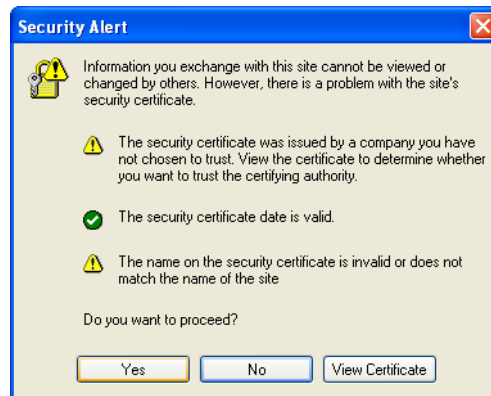 Security Alert
Information you exchange with this site cannot be viewed or
changed by others. However, there is a problem with the site's
security certificate.
The security certificate was issued by a company you have
not chosen to trust. View the certificate to determine whether
you want to trust the certifying authority.
The security certificate date is valid.
The name on the security certificate is invalid or does not
match the name of the site
Do you want to proceed?
Yes No View Certificate